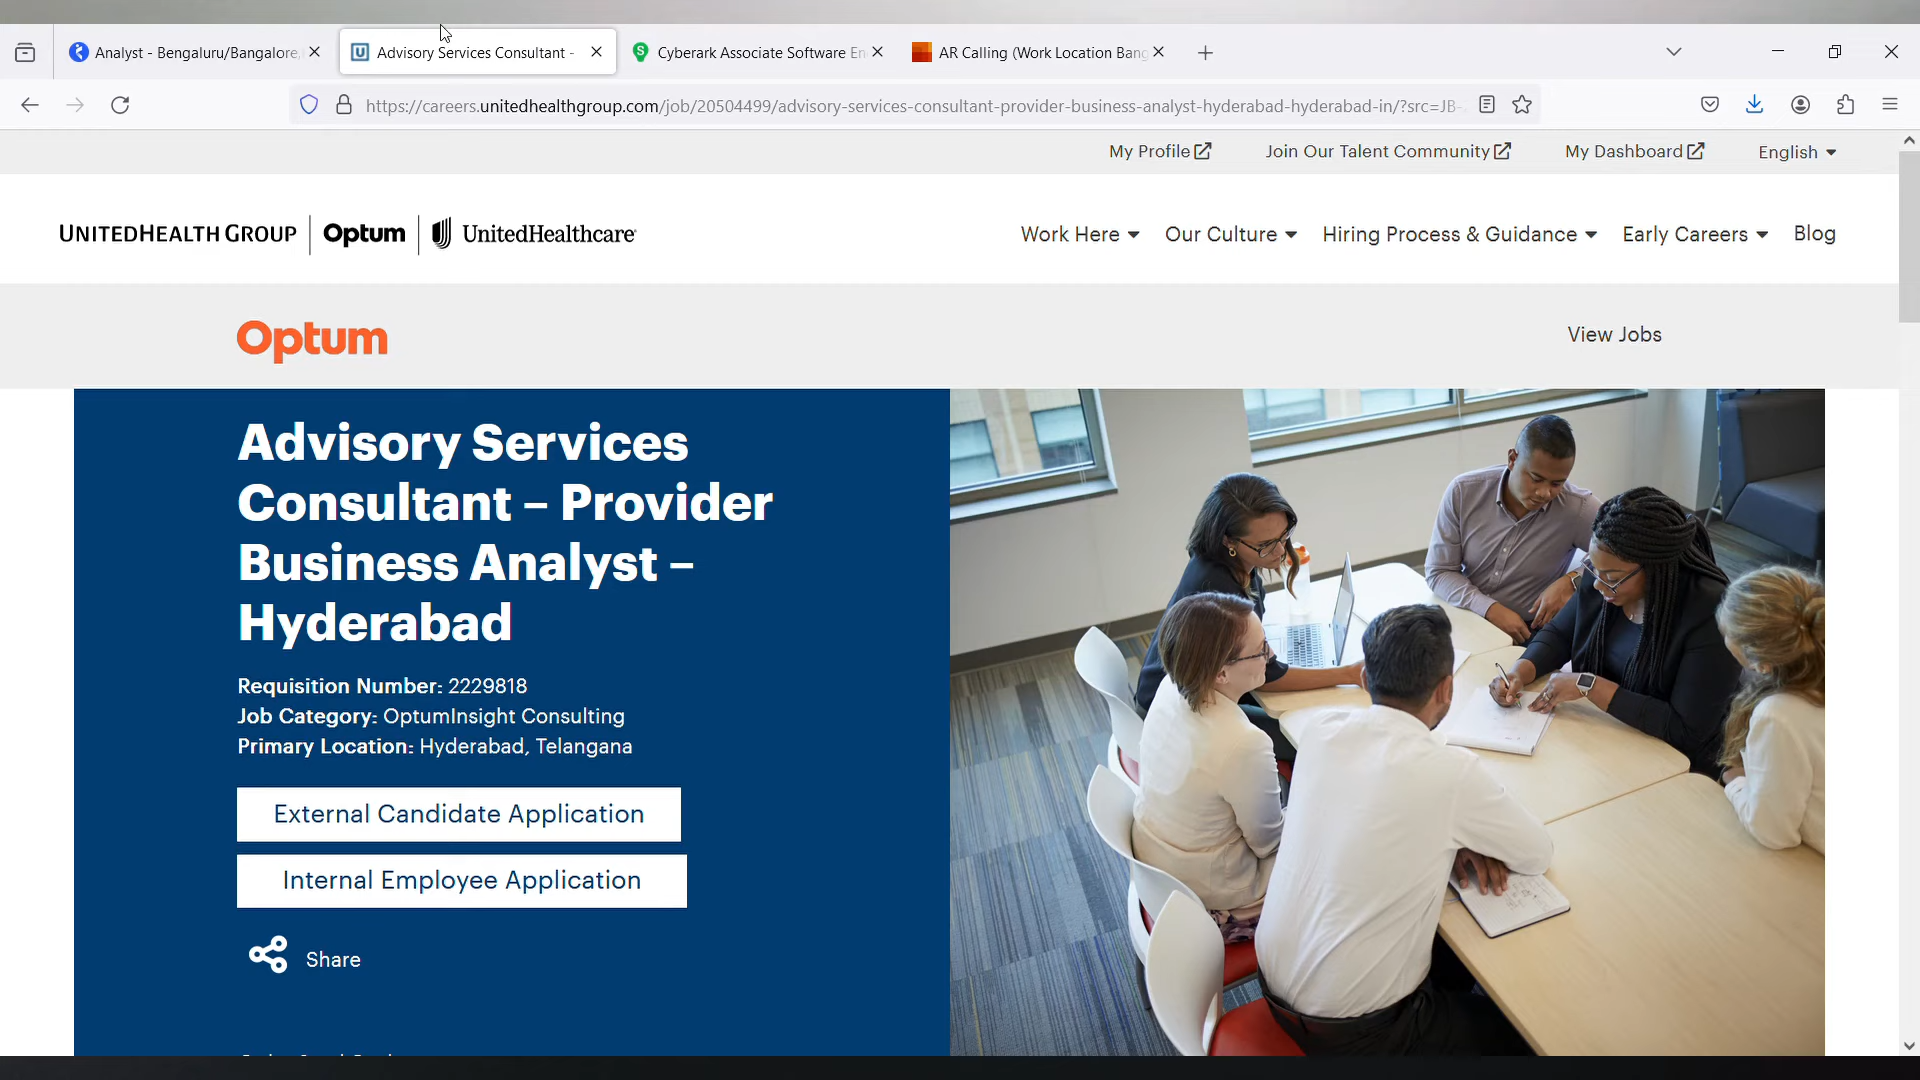 Analyst - Bengaluru/Bangalore,
Advisory Services Consultant -
Cyberark Associate Software En
AR Calling (Work Location Bang
https://careers.unitedhealthgroup.com/job/20504499/advisory-services-consultant-provider-business-analyst-hyderabad-hyderabad-in/?src=JB-
My Profile
Join Our Talent Community
My Dashboard
English
UNITEDHEALTH GROUP
Optum
UnitedHealthcare
Work Here
Our Culture
Hiring Process & Guidance
Early Careers
Blog
Optum
View Jobs
Advisory Services
Consultant – Provider
Business Analyst –
Hyderabad
Requisition Number: 2229818
Job Category: OptumInsight Consulting
Primary Location: Hyderabad, Telangana
External Candidate Application
Internal Employee Application
Share